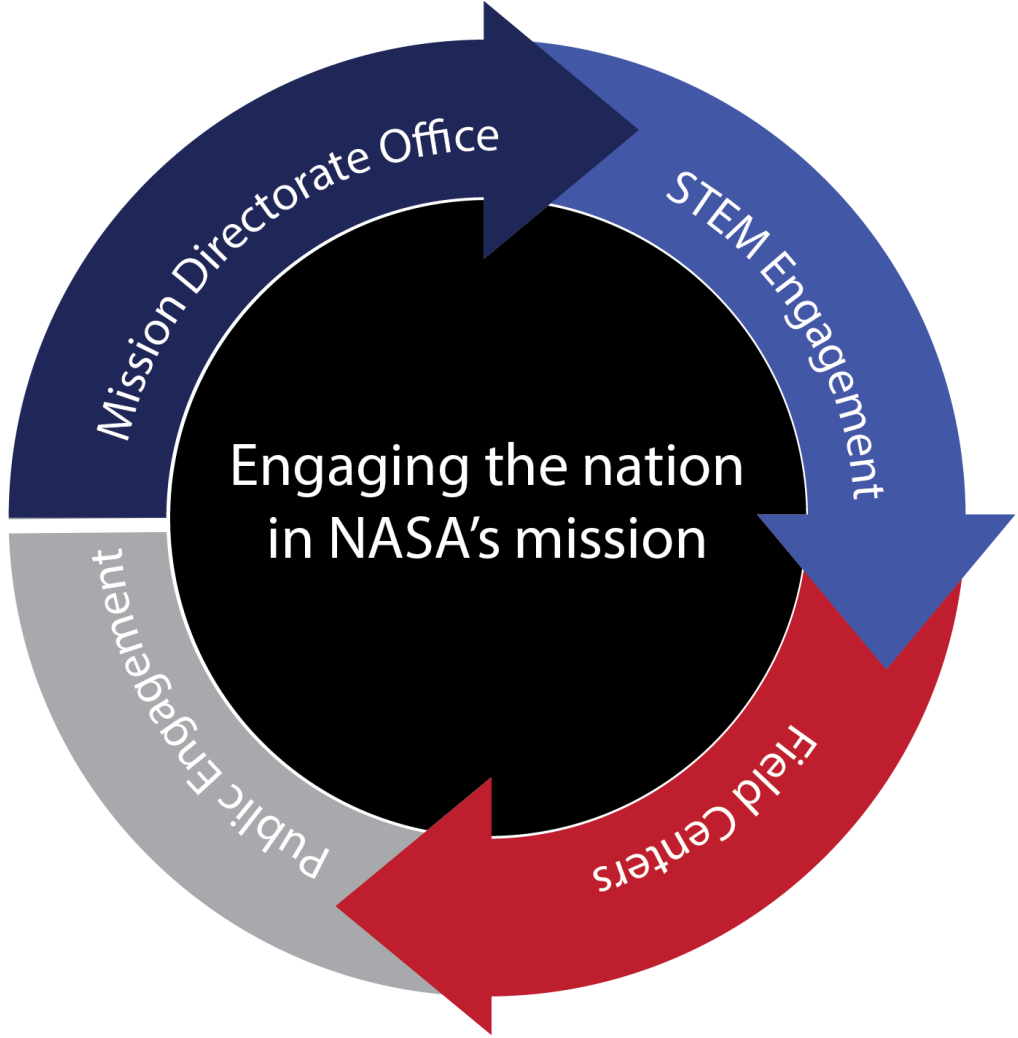 Mission Directorate Office
STEM Engagement
Field Centers
Public Engagement
Engaging the nation
in NASA's mission